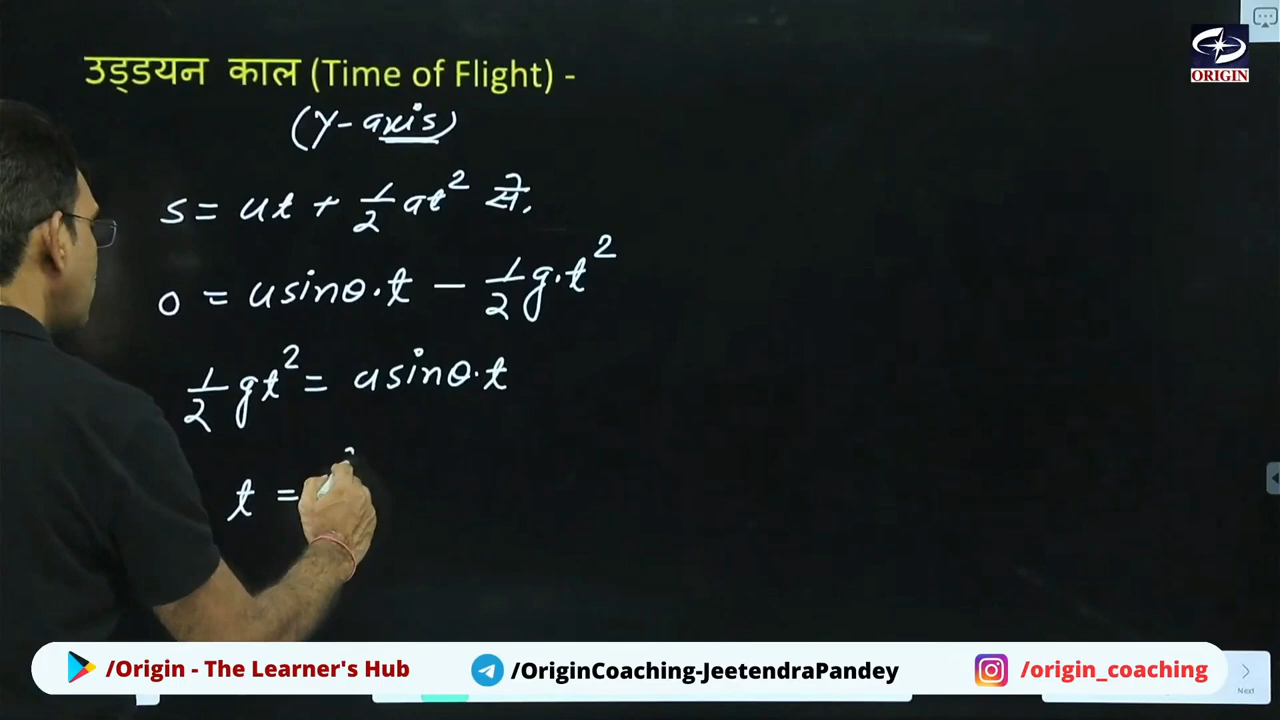 ORIGIN
उड्डयन काल (Time of Flight) -
(Y-axis)
s = ut + 1/2 at² से.
0 = usinθ·t - 1/2 g·t²
1/2 gt² = usinθ·t
t =
/Origin - The Learner's Hub
/OriginCoaching-JeetendraPandey
/origin_coaching
Next